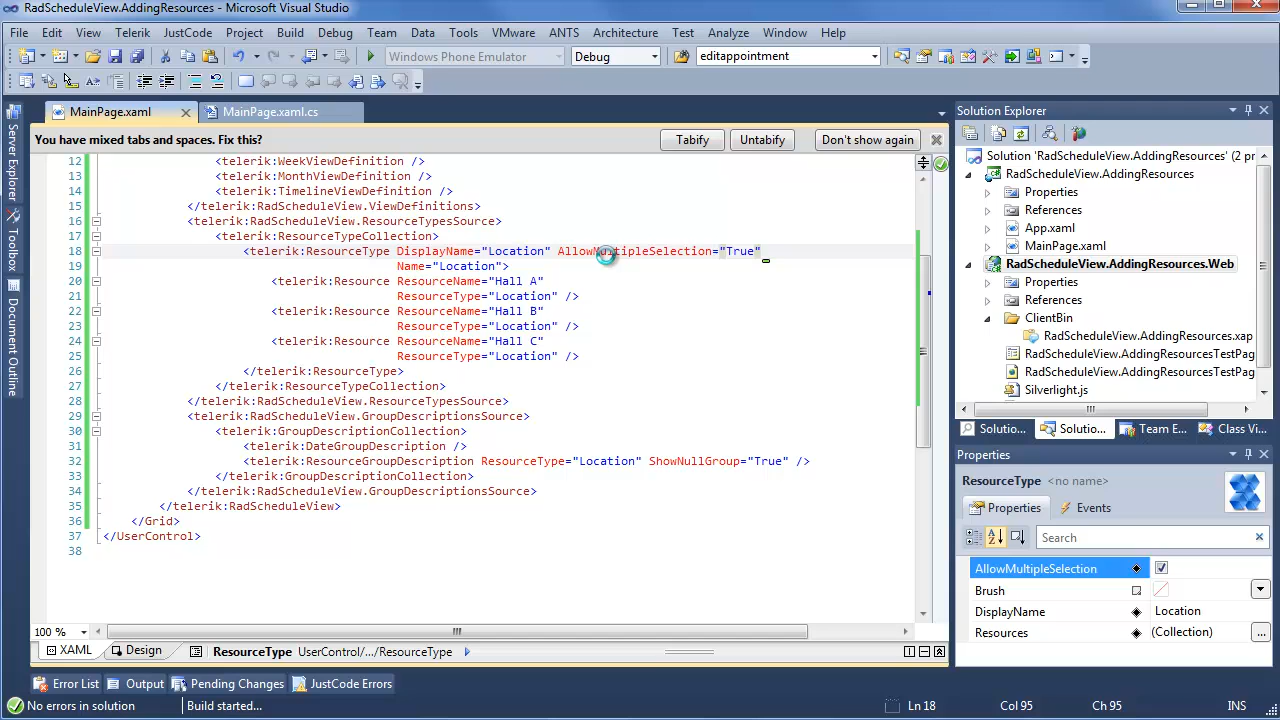 RadScheduleView.AddingResources - Microsoft Visual Studio
File Edit View Telerik JustCode Project Build Debug Team Data Tools VMware ANTS Architecture Test Analyze Window Help
Windows Phone Emulator Debug editappointment
MainPage.xaml MainPage.xaml.cs
You have mixed tabs and spaces. Fix this? Tabify Untabify Don't show again
12 <telerik:WeekViewDefinition />
13 <telerik:MonthViewDefinition />
14 <telerik:TimelineViewDefinition />
15 </telerik:RadScheduleView.ViewDefinitions>
16 <telerik:RadScheduleView.ResourceTypesSource>
17 <telerik:ResourceTypeCollection>
18 <telerik:ResourceType DisplayName="Location" AllowMultipleSelection="True"
19 Name="Location">
20 <telerik:Resource ResourceName="Hall A"
21 ResourceType="Location" />
22 <telerik:Resource ResourceName="Hall B"
23 ResourceType="Location" />
24 <telerik:Resource ResourceName="Hall C"
25 ResourceType="Location" />
26 </telerik:ResourceType>
27 </telerik:ResourceTypeCollection>
28 </telerik:RadScheduleView.ResourceTypesSource>
29 <telerik:RadScheduleView.GroupDescriptionsSource>
30 <telerik:GroupDescriptionCollection>
31 <telerik:DateGroupDescription />
32 <telerik:ResourceGroupDescription ResourceType="Location" ShowNullGroup="True" />
33 </telerik:GroupDescriptionCollection>
34 </telerik:RadScheduleView.GroupDescriptionsSource>
35 </telerik:RadScheduleView>
36 </Grid>
37 </UserControl>
38
100 %
XAML Design ResourceType UserControl/.../ResourceType
Server Explorer
Toolbox
Document Outline
Solution Explorer
Solution 'RadScheduleView.AddingResources' (2 pr
RadScheduleView.AddingResources
Properties
References
App.xaml
MainPage.xaml
RadScheduleView.AddingResources.Web
Properties
References
ClientBin
RadScheduleView.AddingResources.xap
RadScheduleView.AddingResourcesTestPag
RadScheduleView.AddingResourcesTestPag
Silverlight.js
Solutio... Solutio... Team E... Class Vi...
Properties
ResourceType <no name>
Properties Events
Search
AllowMultipleSelection
Brush
DisplayName Location
Resources (Collection) ...
Error List Output Pending Changes JustCode Errors
No errors in solution Build started... Ln 18 Col 95 Ch 95 INS